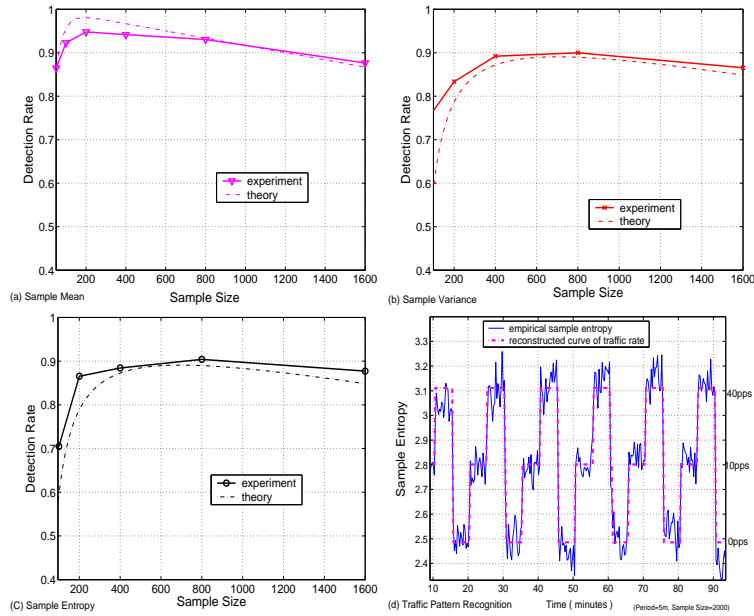 1
0.9
0.8
0.7
0.6
0.5
0.4
Detection Rate
experiment
theory
200 400 600 800 1000 1200 1400 1600
Sample Size
(a) Sample Mean
1
0.9
0.8
0.7
0.6
0.5
0.4
Detection Rate
experiment
theory
200 400 600 800 1000 1200 1400 1600
Sample Size
(b) Sample Variance
1
0.9
0.8
0.7
0.6
0.5
0.4
Detection Rate
experiment
theory
200 400 600 800 1000 1200 1400 1600
Sample Size
(C) Sample Entropy
empirical sample entropy
reconstructed curve of traffic rate
3.3
3.2
3.1
3
2.9
2.8
2.7
2.6
2.5
2.4
Sample Entropy
40pps
10pps
0pps
10 20 30 40 50 60 70 80 90
(d) Traffic Pattern Recognition Time ( minutes ) (Period=5m, Sample Size=2000)